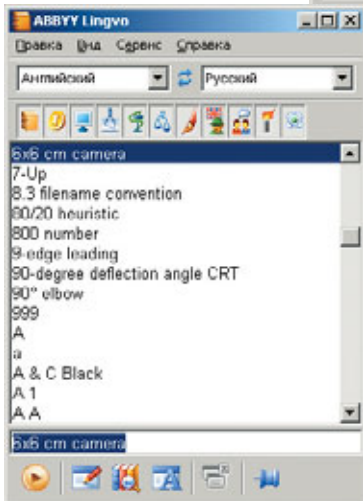 ABBYY Lingvo
Правка Вид Сервис Справка
Английский Русский
6x6 cm camera
7-Up
8.3 filename convention
80/20 heuristic
800 number
9-edge leading
90-degree deflection angle CRT
90° elbow
999
A
a
A & C Black
A 1
A A
6x6 cm camera